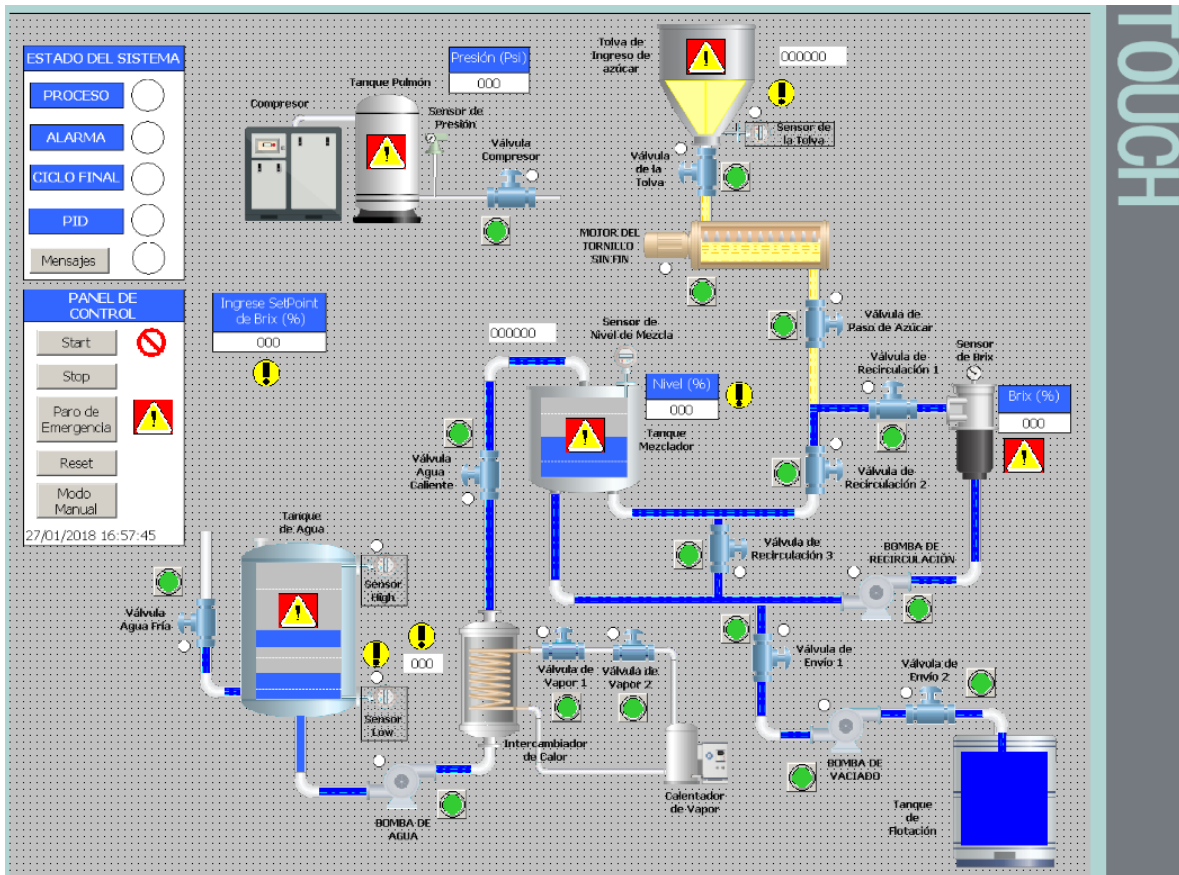 TOUCH
ESTADO DEL SISTEMA
PROCESO
ALARMA
CICLO FINAL
PID
Mensajes
PANEL DE
CONTROL
Start
Stop
Paro de
Emergencia
Reset
Modo
Manual
27/01/2018 16:57:45
Ingrese SetPoint
de Brix (%)
000
Compresor
Tanque Pulmón
Presión (Psi)
000
Sensor de
Presión
Válvula
Compresor
Tolva de
Ingreso de
azúcar
000000
Sensor de
la Tolva
Válvula
de la
Tolva
MOTOR DEL
TORNILLO
SIN FIN
Válvula de
Paso de Azúcar
000000
Sensor de
Nivel de Mezcla
Nivel (%)
000
Tanque
Mezclador
Válvula de
Recirculación 1
Sensor
de Brix
Brix (%)
000
Válvula
Agua
Caliente
Válvula de
Recirculación 2
Válvula de
Recirculación 3
BOMBA DE
RECIRCULACIÓN
Tanque
de Agua
Sensor
High
Válvula
Agua Fría
000
Sensor
Low
Válvula de
Vapor 1
Válvula de
Vapor 2
Intercambiador
de Calor
Calentador
de Vapor
BOMBA DE
AGUA
Válvula de
Envío 1
Válvula de
Envío 2
BOMBA DE
VACIADO
Tanque
de
Flotación